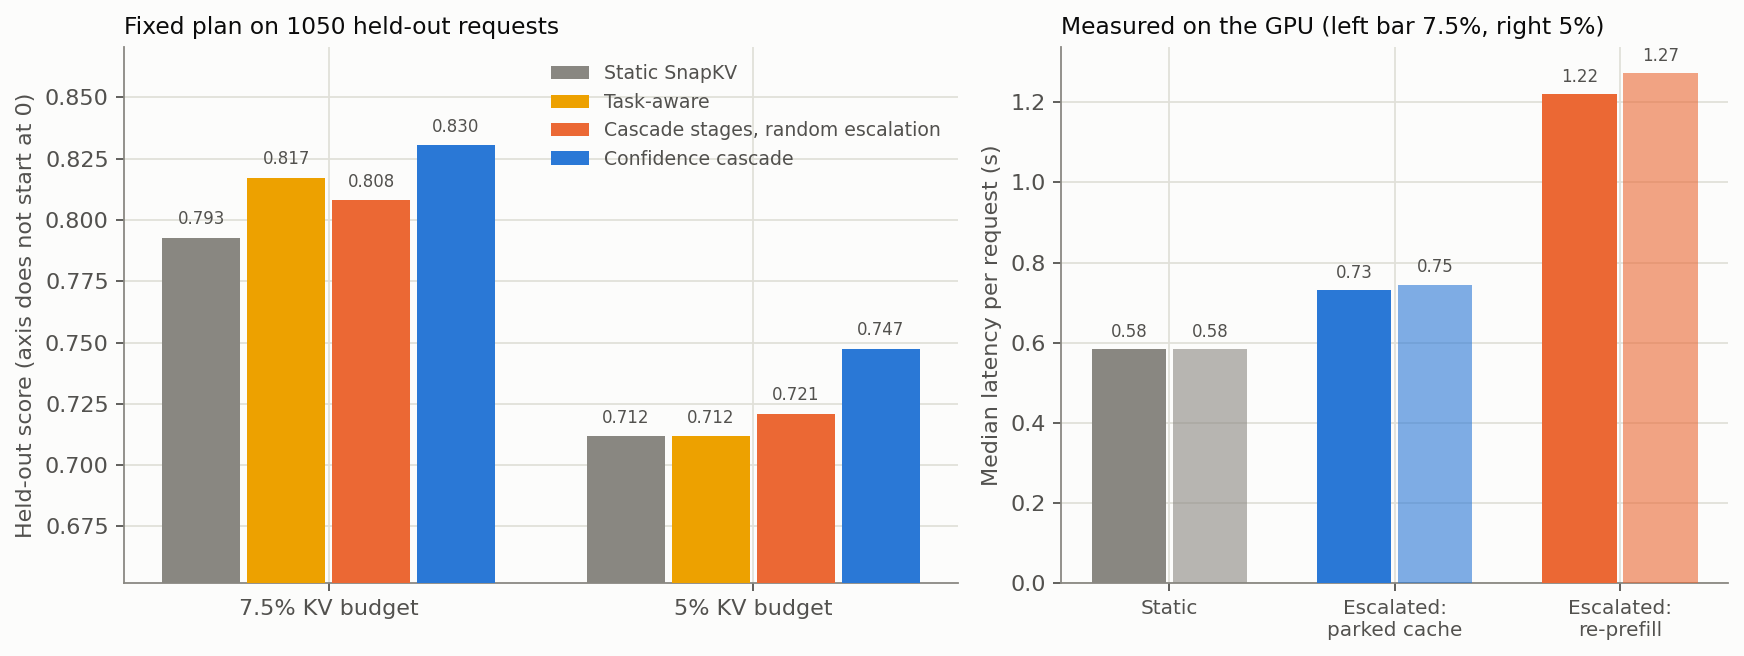 Fixed plan on 1050 held-out requests
Held-out score (axis does not start at 0)
0.850
0.825
0.800
0.775
0.750
0.725
0.700
0.675
Static SnapKV
Task-aware
Cascade stages, random escalation
Confidence cascade
0.793
0.817
0.808
0.830
0.712
0.712
0.721
0.747
7.5% KV budget
5% KV budget
Measured on the GPU (left bar 7.5%, right 5%)
Median latency per request (s)
1.2
1.0
0.8
0.6
0.4
0.2
0.0
0.58
0.58
0.73
0.75
1.22
1.27
Static
Escalated:
parked cache
Escalated:
re-prefill